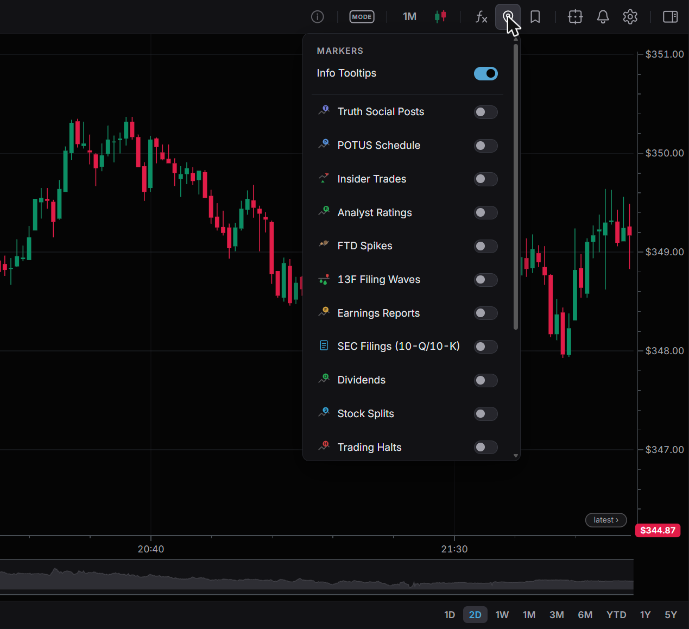 MODE
1M
fx
$351.00
MARKERS
Info Tooltips
Truth Social Posts
POTUS Schedule
$350.00
Insider Trades
Analyst Ratings
FTD Spikes
$349.00
13F Filing Waves
Earnings Reports
SEC Filings (10-Q/10-K)
$348.00
Dividends
Stock Splits
Trading Halts
$347.00
latest >
$344.87
20:40
21:30
1D 2D 1W 1M 3M 6M YTD 1Y 5Y